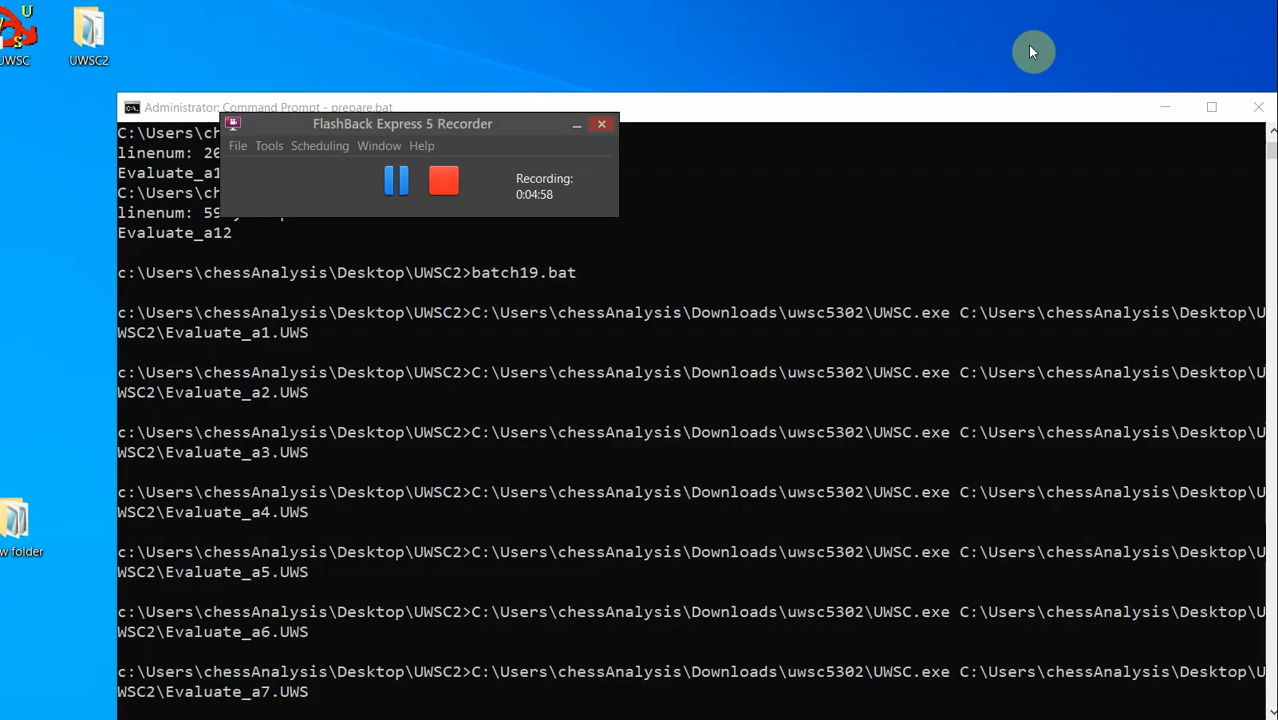 U
S
UWSC
UWSC2
Administrator: Command Prompt - prepare.bat
FlashBack Express 5 Recorder
File Tools Scheduling Window Help
Recording:
0:04:58
C:\Users\ch
linenum: 26
Evaluate_a1
C:\Users\ch
linenum: 59
Evaluate_a12
c:\Users\chessAnalysis\Desktop\UWSC2>batch19.bat
c:\Users\chessAnalysis\Desktop\UWSC2>C:\Users\chessAnalysis\Downloads\uwsc5302\UWSC.exe C:\Users\chessAnalysis\Desktop\U
WSC2\Evaluate_a1.UWS
c:\Users\chessAnalysis\Desktop\UWSC2>C:\Users\chessAnalysis\Downloads\uwsc5302\UWSC.exe C:\Users\chessAnalysis\Desktop\U
WSC2\Evaluate_a2.UWS
c:\Users\chessAnalysis\Desktop\UWSC2>C:\Users\chessAnalysis\Downloads\uwsc5302\UWSC.exe C:\Users\chessAnalysis\Desktop\U
WSC2\Evaluate_a3.UWS
c:\Users\chessAnalysis\Desktop\UWSC2>C:\Users\chessAnalysis\Downloads\uwsc5302\UWSC.exe C:\Users\chessAnalysis\Desktop\U
WSC2\Evaluate_a4.UWS
c:\Users\chessAnalysis\Desktop\UWSC2>C:\Users\chessAnalysis\Downloads\uwsc5302\UWSC.exe C:\Users\chessAnalysis\Desktop\U
WSC2\Evaluate_a5.UWS
w folder
c:\Users\chessAnalysis\Desktop\UWSC2>C:\Users\chessAnalysis\Downloads\uwsc5302\UWSC.exe C:\Users\chessAnalysis\Desktop\U
WSC2\Evaluate_a6.UWS
c:\Users\chessAnalysis\Desktop\UWSC2>C:\Users\chessAnalysis\Downloads\uwsc5302\UWSC.exe C:\Users\chessAnalysis\Desktop\U
WSC2\Evaluate_a7.UWS